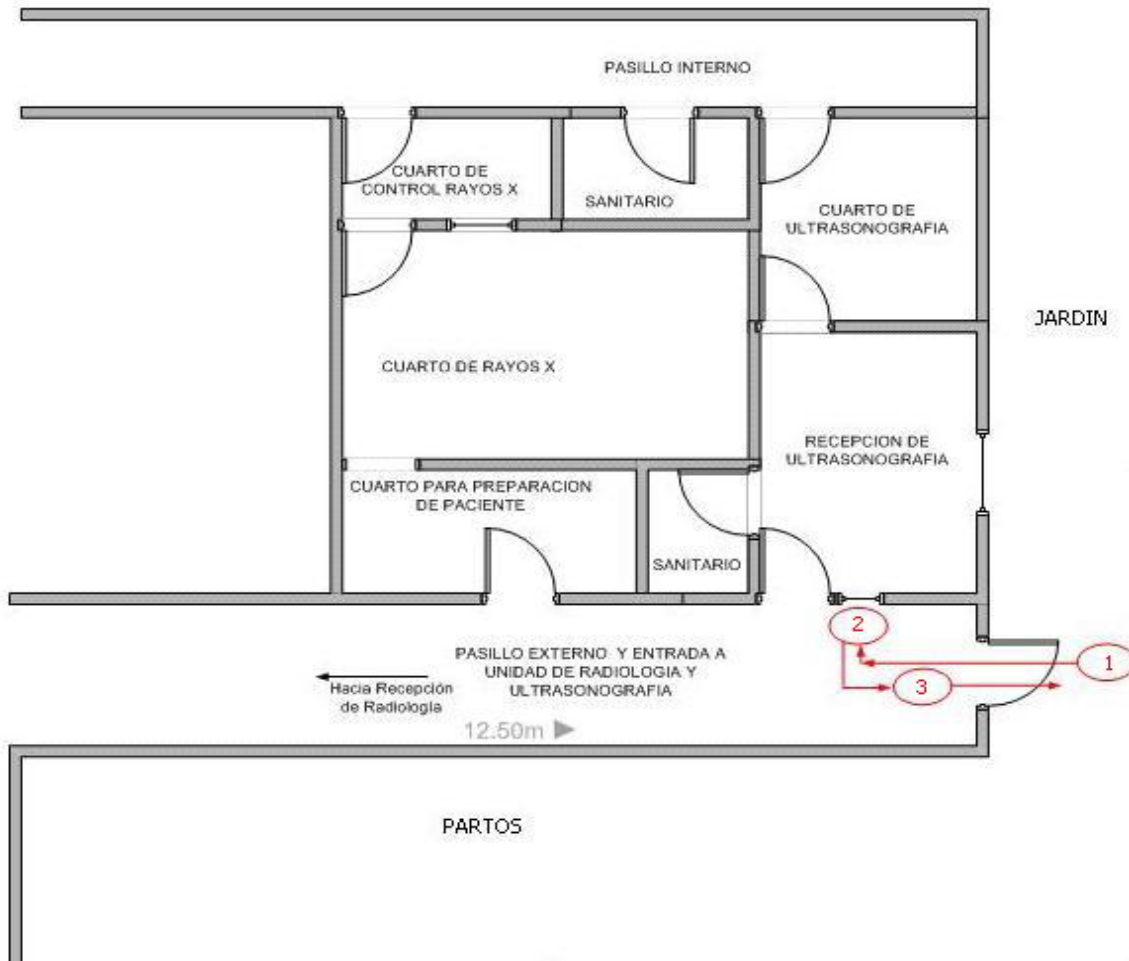 PASILLO INTERNO
CUARTO DE
CONTROL RAYOS X
SANITARIO
CUARTO DE
ULTRASONOGRAFIA
JARDIN
CUARTO DE RAYOS X
RECEPCION DE
ULTRASONOGRAFIA
CUARTO PARA PREPARACION
DE PACIENTE
SANITARIO
2
PASILLO EXTERNO Y ENTRADA A
UNIDAD DE RADIOLOGIA Y
ULTRASONOGRAFIA
1
3
Hacia Recepción
de Radiología
12.50m
PARTOS